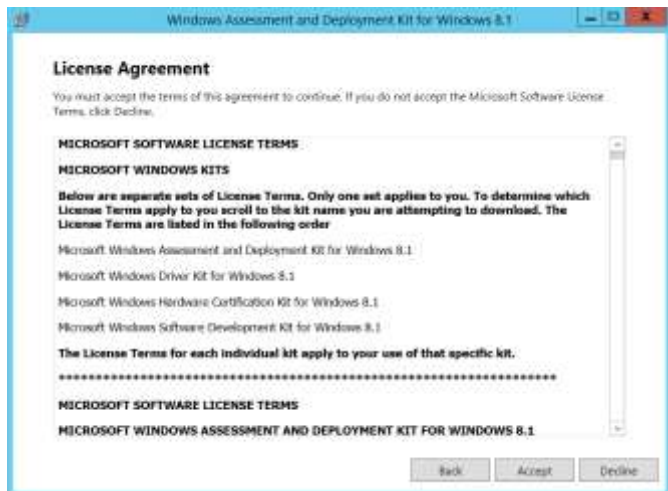 Windows Assessment and Deployment Kit for Windows 8.1
License Agreement
You must accept the terms of this agreement to continue. If you do not accept the Microsoft Software License
Terms, click Decline.
MICROSOFT SOFTWARE LICENSE TERMS
MICROSOFT WINDOWS KITS
Below are separate sets of License Terms. Only one set applies to you. To determine which
License Terms apply to you scroll to the kit name you are attempting to download. The
License Terms are listed in the following order
Microsoft Windows Assessment and Deployment Kit for Windows 8.1
Microsoft Windows Driver Kit for Windows 8.1
Microsoft Windows Hardware Certification Kit for Windows 8.1
Microsoft Windows Software Development Kit for Windows 8.1
The License Terms for each individual kit apply to your use of that specific kit.
*******************************************************************
MICROSOFT SOFTWARE LICENSE TERMS
MICROSOFT WINDOWS ASSESSMENT AND DEPLOYMENT KIT FOR WINDOWS 8.1
Back Accept Decline